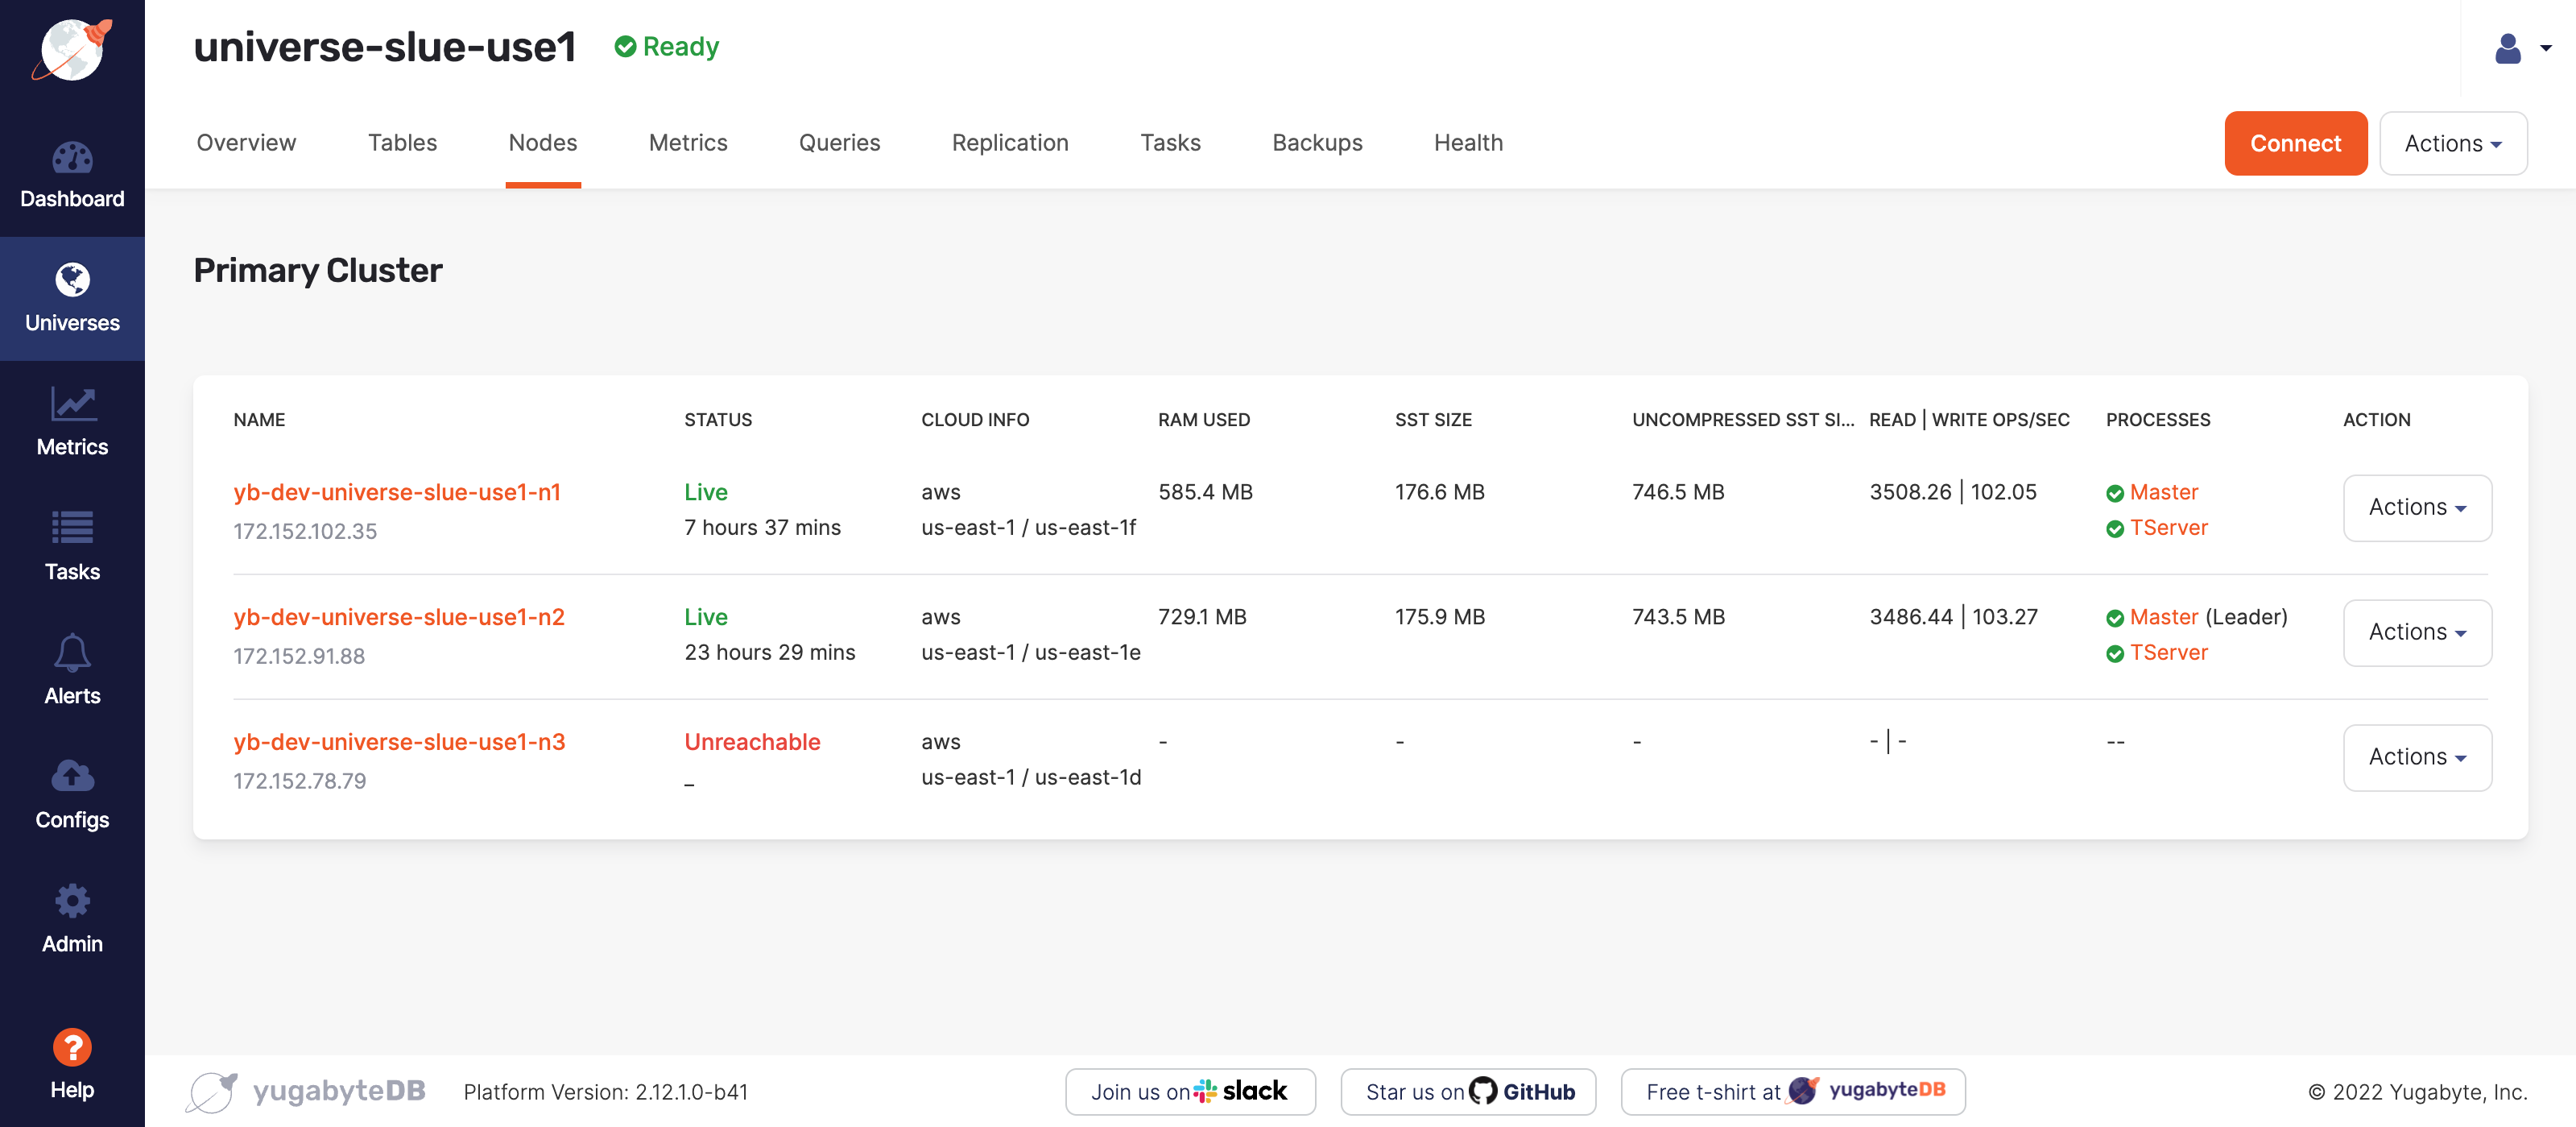 universe-slue-use1 Ready
Overview Tables Nodes Metrics Queries Replication Tasks Backups Health Connect Actions
Dashboard
Universes
Metrics
Tasks
Alerts
Configs
Admin
Help
Primary Cluster
NAME STATUS CLOUD INFO RAM USED SST SIZE UNCOMPRESSED SST SI... READ | WRITE OPS/SEC PROCESSES ACTION
yb-dev-universe-slue-use1-n1 Live aws 585.4 MB 176.6 MB 746.5 MB 3508.26 | 102.05 Master Actions
172.152.102.35 7 hours 37 mins us-east-1 / us-east-1f TServer
yb-dev-universe-slue-use1-n2 Live aws 729.1 MB 175.9 MB 743.5 MB 3486.44 | 103.27 Master (Leader) Actions
172.152.91.88 23 hours 29 mins us-east-1 / us-east-1e TServer
yb-dev-universe-slue-use1-n3 Unreachable aws - - - - | - -- Actions
172.152.78.79 – us-east-1 / us-east-1d
yugabyteDB Platform Version: 2.12.1.0-b41 Join us on slack Star us on GitHub Free t-shirt at yugabyteDB © 2022 Yugabyte, Inc.